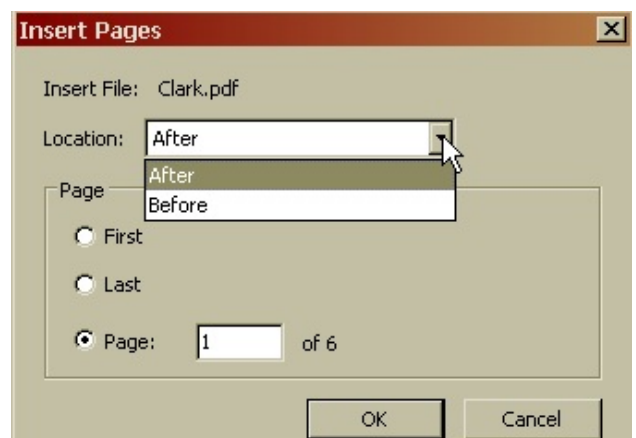 Insert Pages
Insert File: Clark.pdf
Location: After
After
Before
Page
First
Last
Page: 1 of 6
OK Cancel